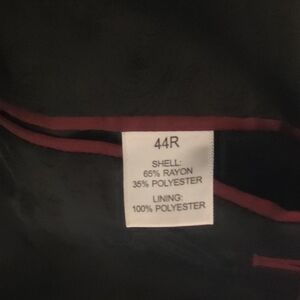 44R
SHELL:
65% RAYON
35% POLYESTER
LINING:
100% POLYESTER